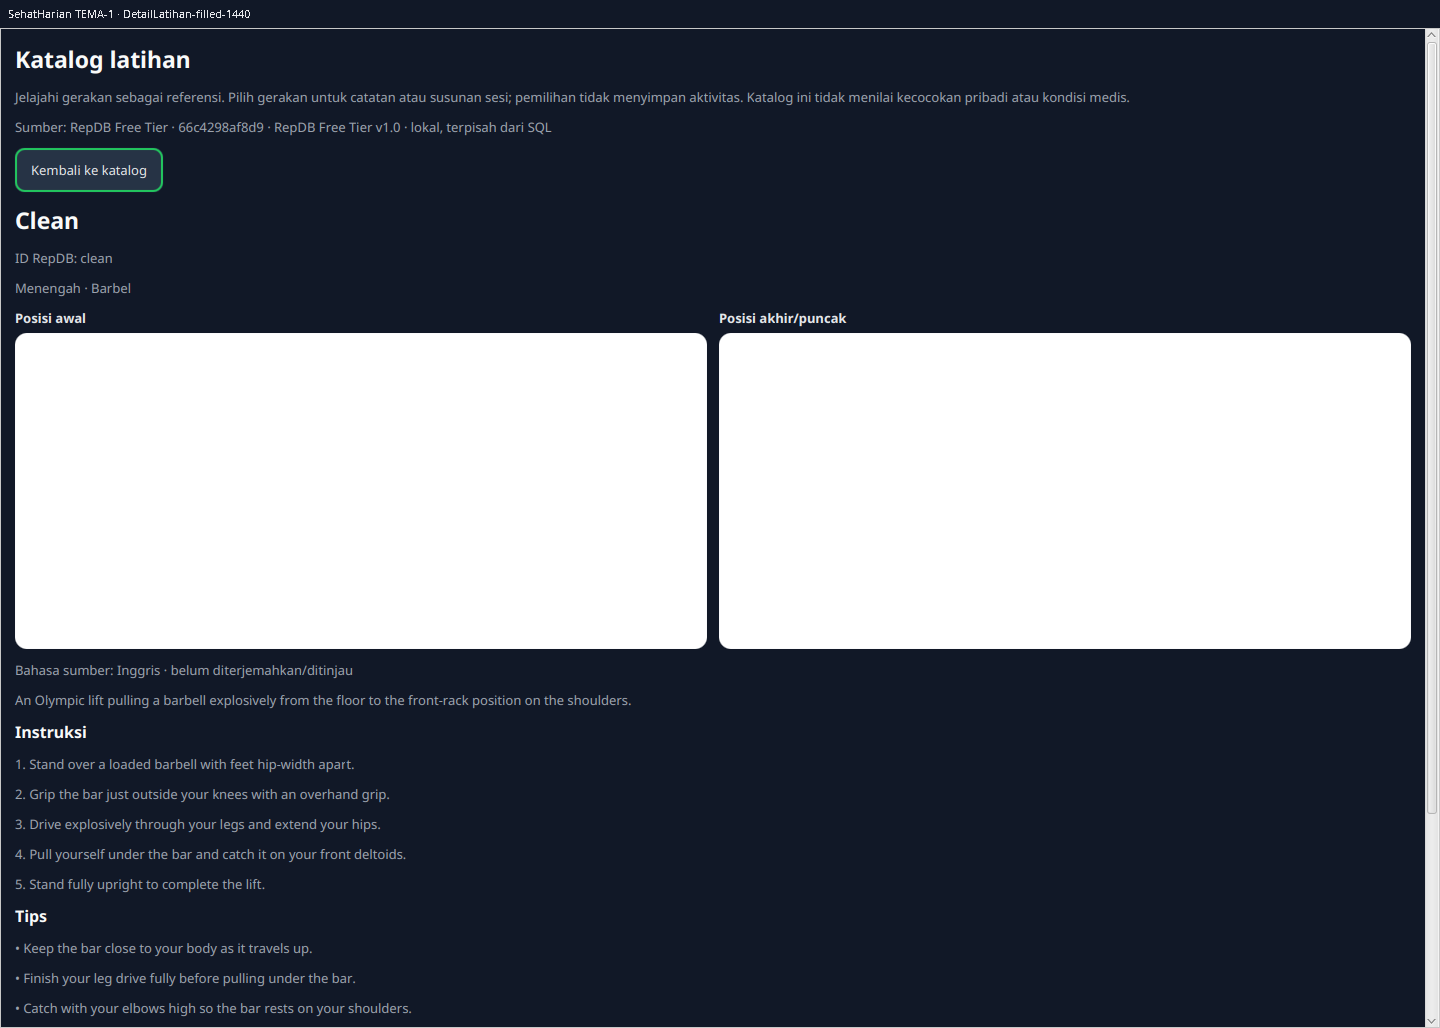 SehatHarian TEMA-1 · DetailLatihan-filled-1440
Katalog latihan
Jelajahi gerakan sebagai referensi. Pilih gerakan untuk catatan atau susunan sesi; pemilihan tidak menyimpan aktivitas. Katalog ini tidak menilai kecocokan pribadi atau kondisi medis.
Sumber: RepDB Free Tier · 66c4298af8d9 · RepDB Free Tier v1.0 · lokal, terpisah dari SQL
Kembali ke katalog
Clean
ID RepDB: clean
Menengah · Barbel
Posisi awal
Posisi akhir/puncak
Bahasa sumber: Inggris · belum diterjemahkan/ditinjau
An Olympic lift pulling a barbell explosively from the floor to the front-rack position on the shoulders.
Instruksi
1. Stand over a loaded barbell with feet hip-width apart.
2. Grip the bar just outside your knees with an overhand grip.
3. Drive explosively through your legs and extend your hips.
4. Pull yourself under the bar and catch it on your front deltoids.
5. Stand fully upright to complete the lift.
Tips
• Keep the bar close to your body as it travels up.
• Finish your leg drive fully before pulling under the bar.
• Catch with your elbows high so the bar rests on your shoulders.